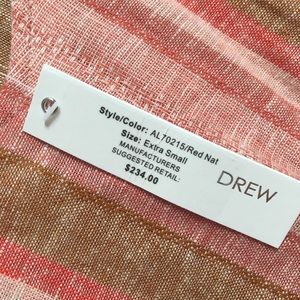 Style/Color: AL70215/Red Nat
Size: Extra Small
MANUFACTURERS
SUGGESTED RETAIL:
$234.00
DREW